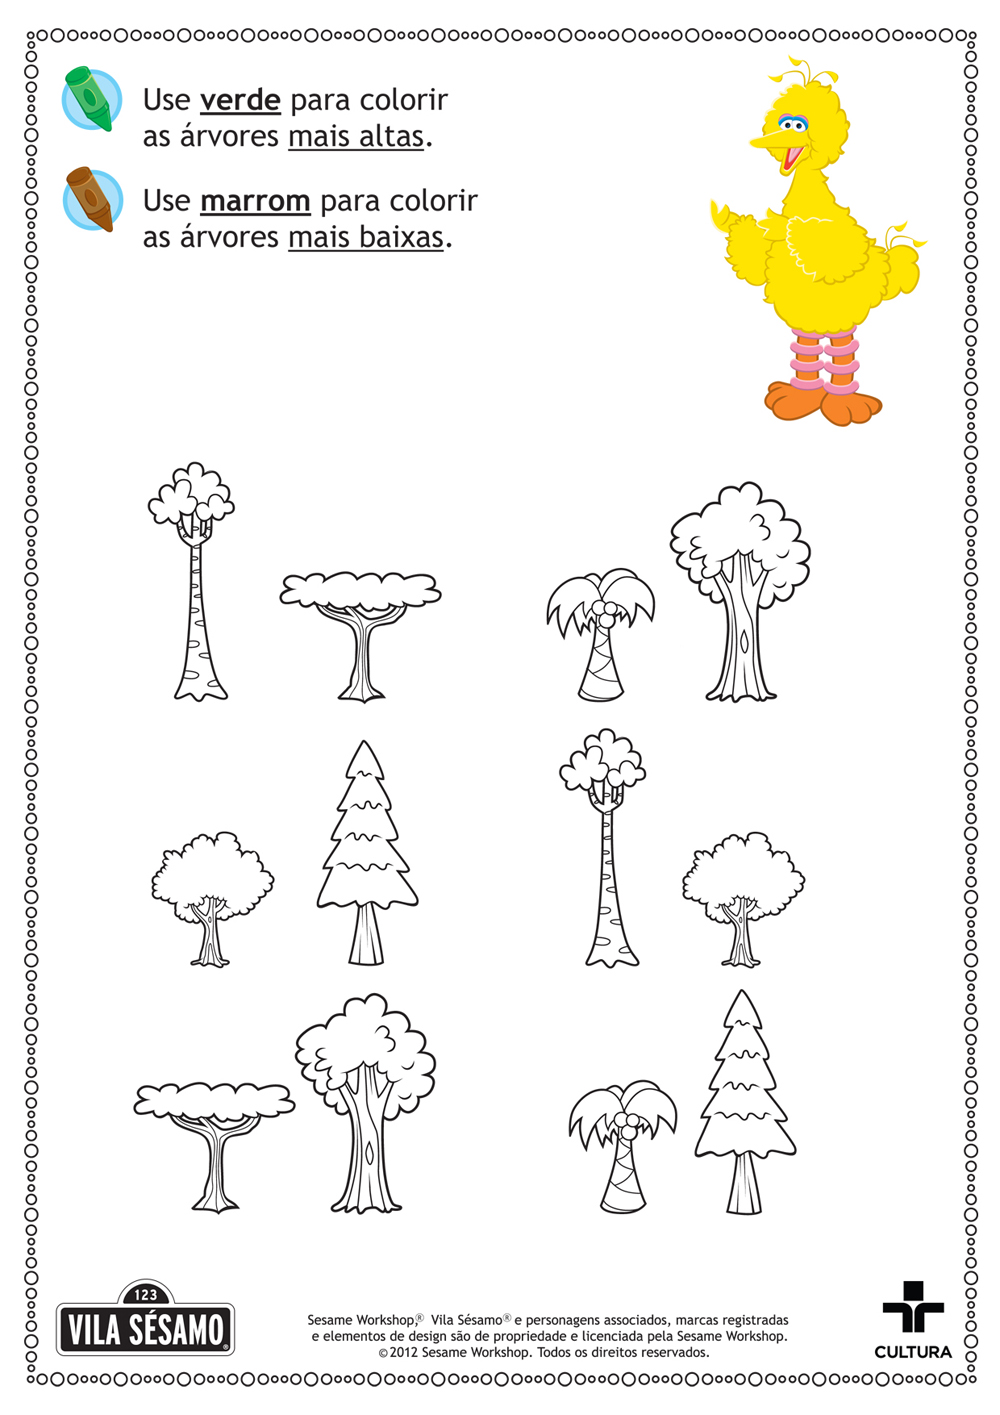 Use verde para colorir
as árvores mais altas.
Use marrom para colorir
as árvores mais baixas.
123
VILA SÉSAMO®
Sesame Workshop,® Vila Sésamo® e personagens associados, marcas registradas
e elementos de design são de propriedade e licenciada pela Sesame Workshop.
©2012 Sesame Workshop. Todos os direitos reservados.
CULTURA